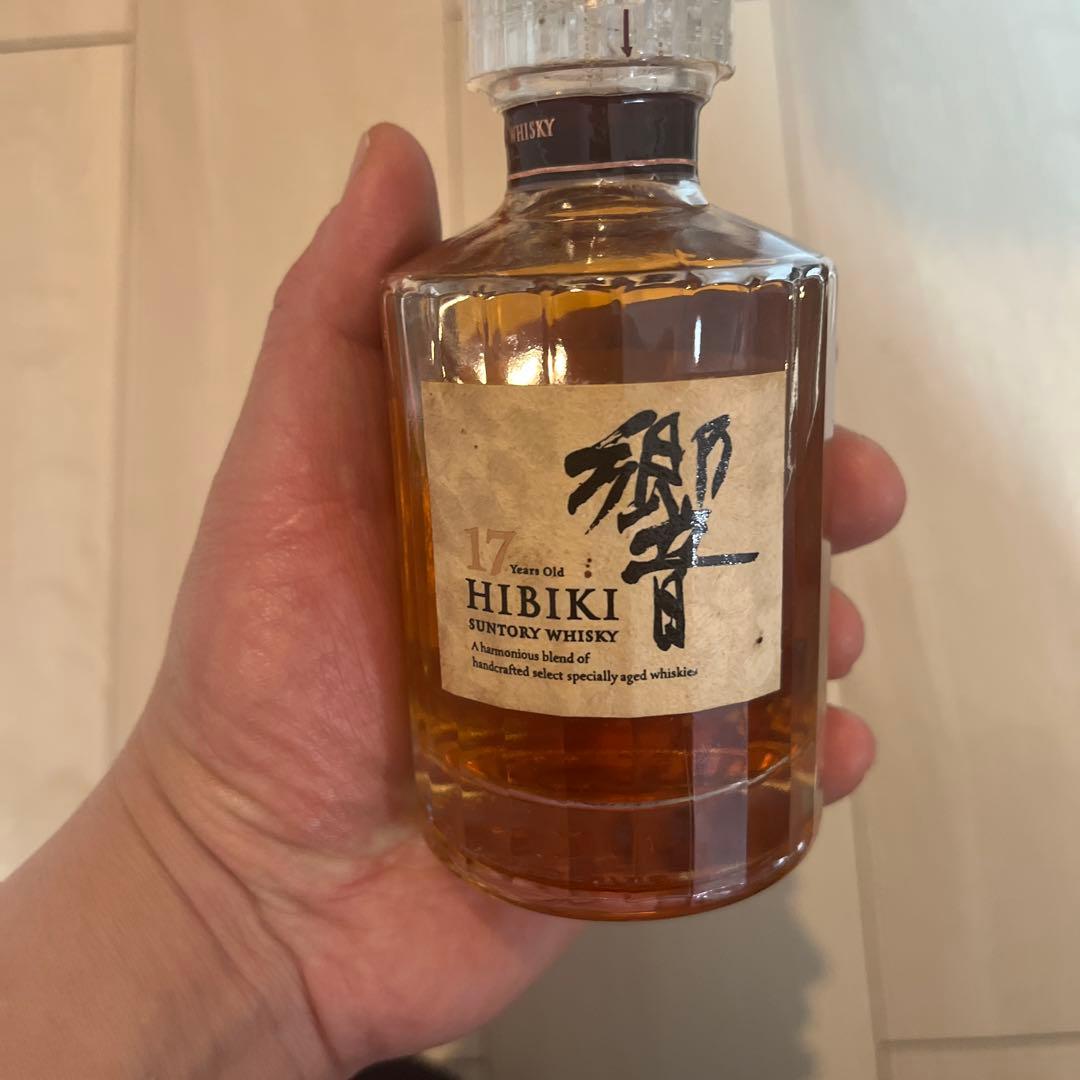 WHISKY
響
17 Years Old
HIBIKI
SUNTORY WHISKY
A harmonious blend of
handcrafted select specially aged whiskies